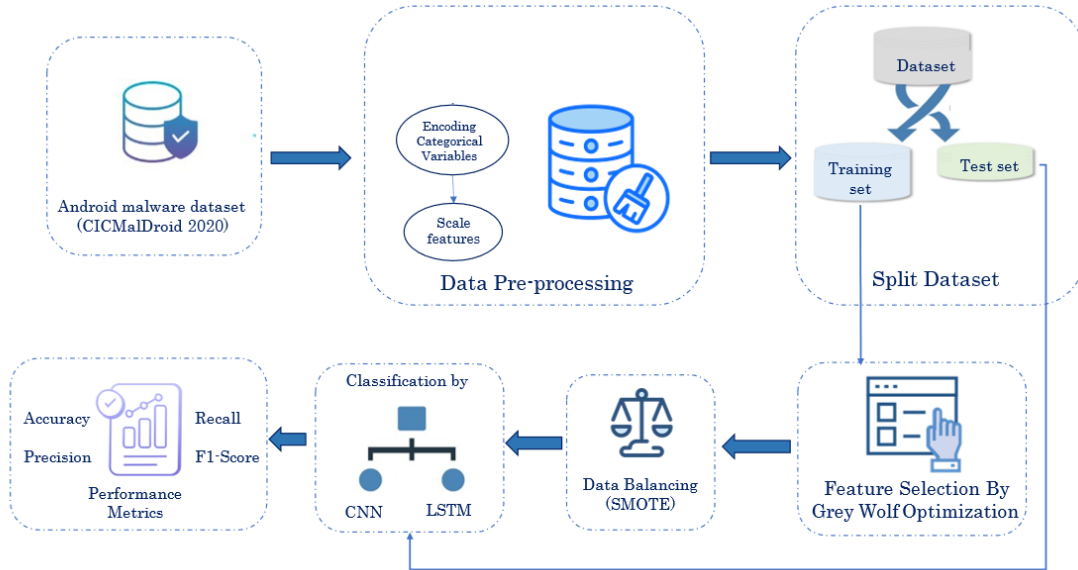 Android malware dataset
(CICMalDroid 2020)
Encoding
Categorical
Variables
Scale
features
Data Pre-processing
Dataset
Training
set
Test set
Split Dataset
Feature Selection By
Grey Wolf Optimization
Data Balancing
(SMOTE)
Classification by
CNN
LSTM
Accuracy
Recall
Precision
F1-Score
Performance
Metrics